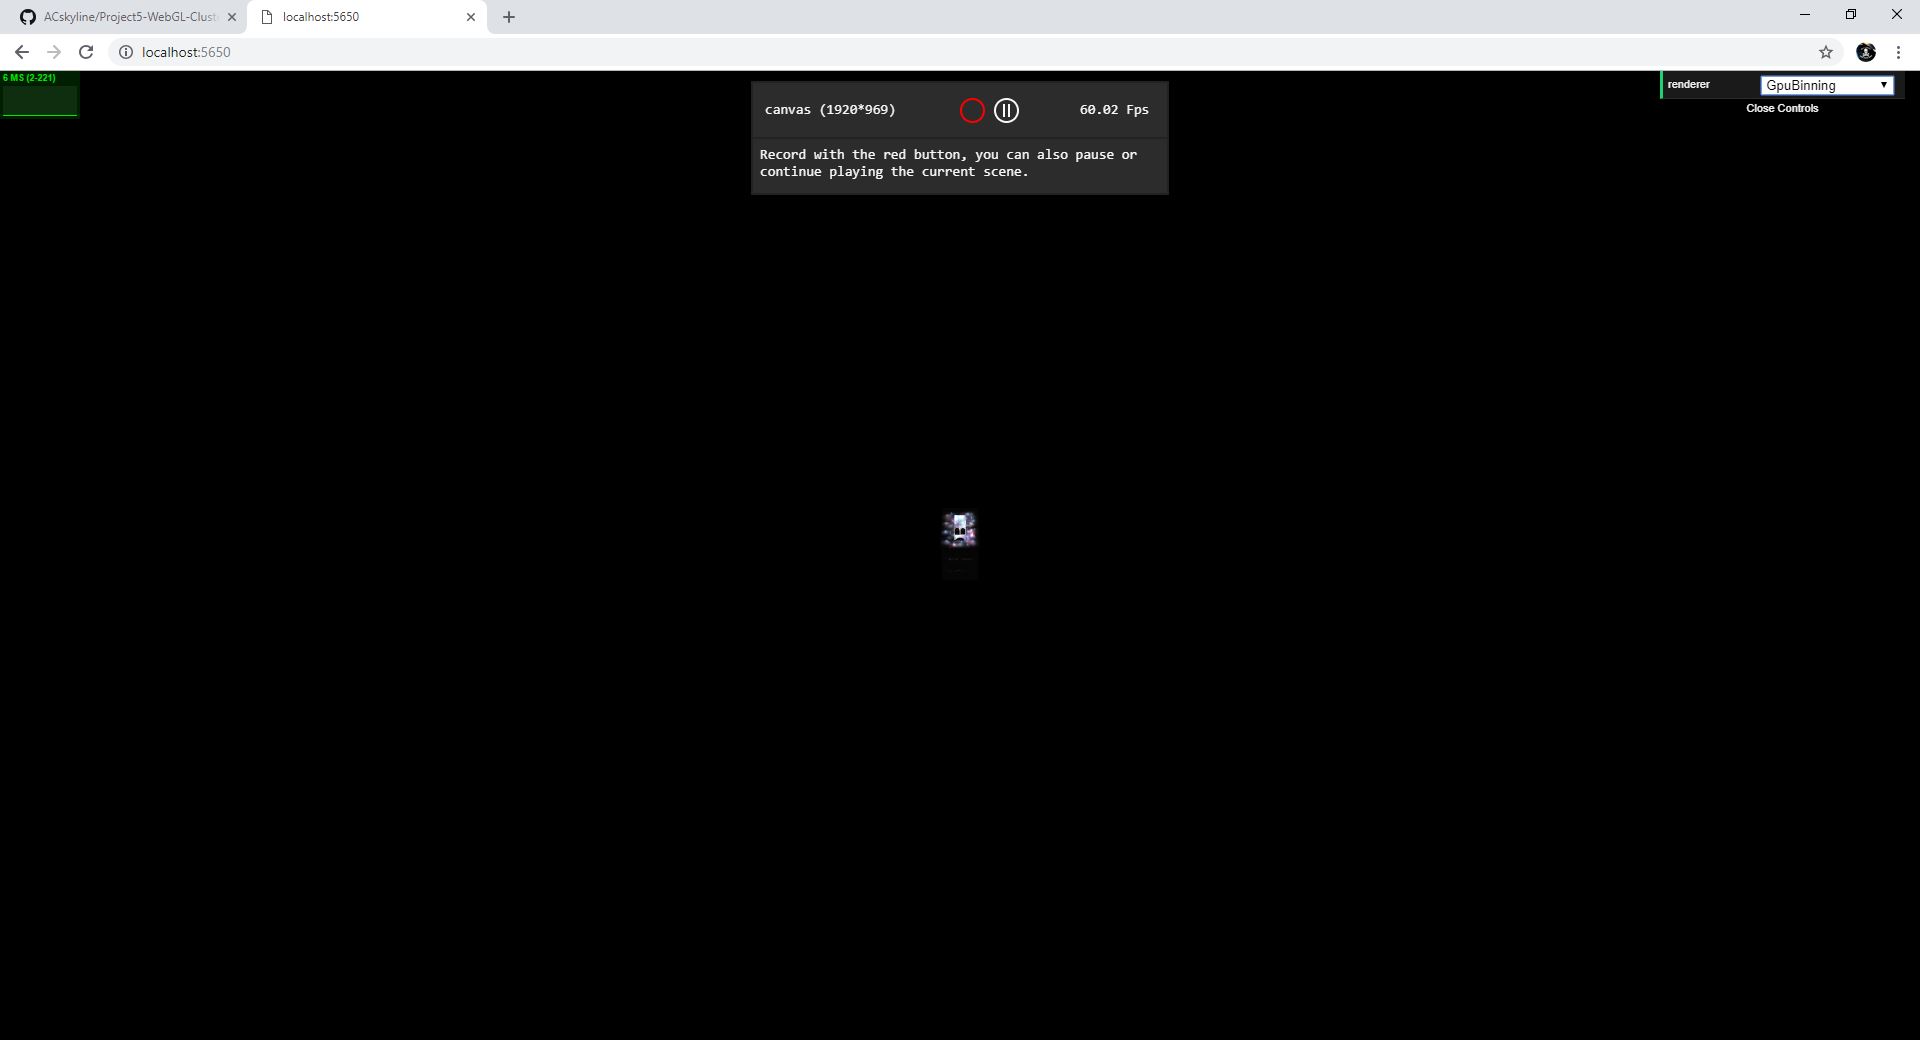 ACskyline/Project5-WebGL-Clust
localhost:5650
localhost:5650
6 MS (2-221)
canvas (1920*969)
60.02 Fps
renderer
GpuBinning
Close Controls
Record with the red button, you can also pause or
continue playing the current scene.